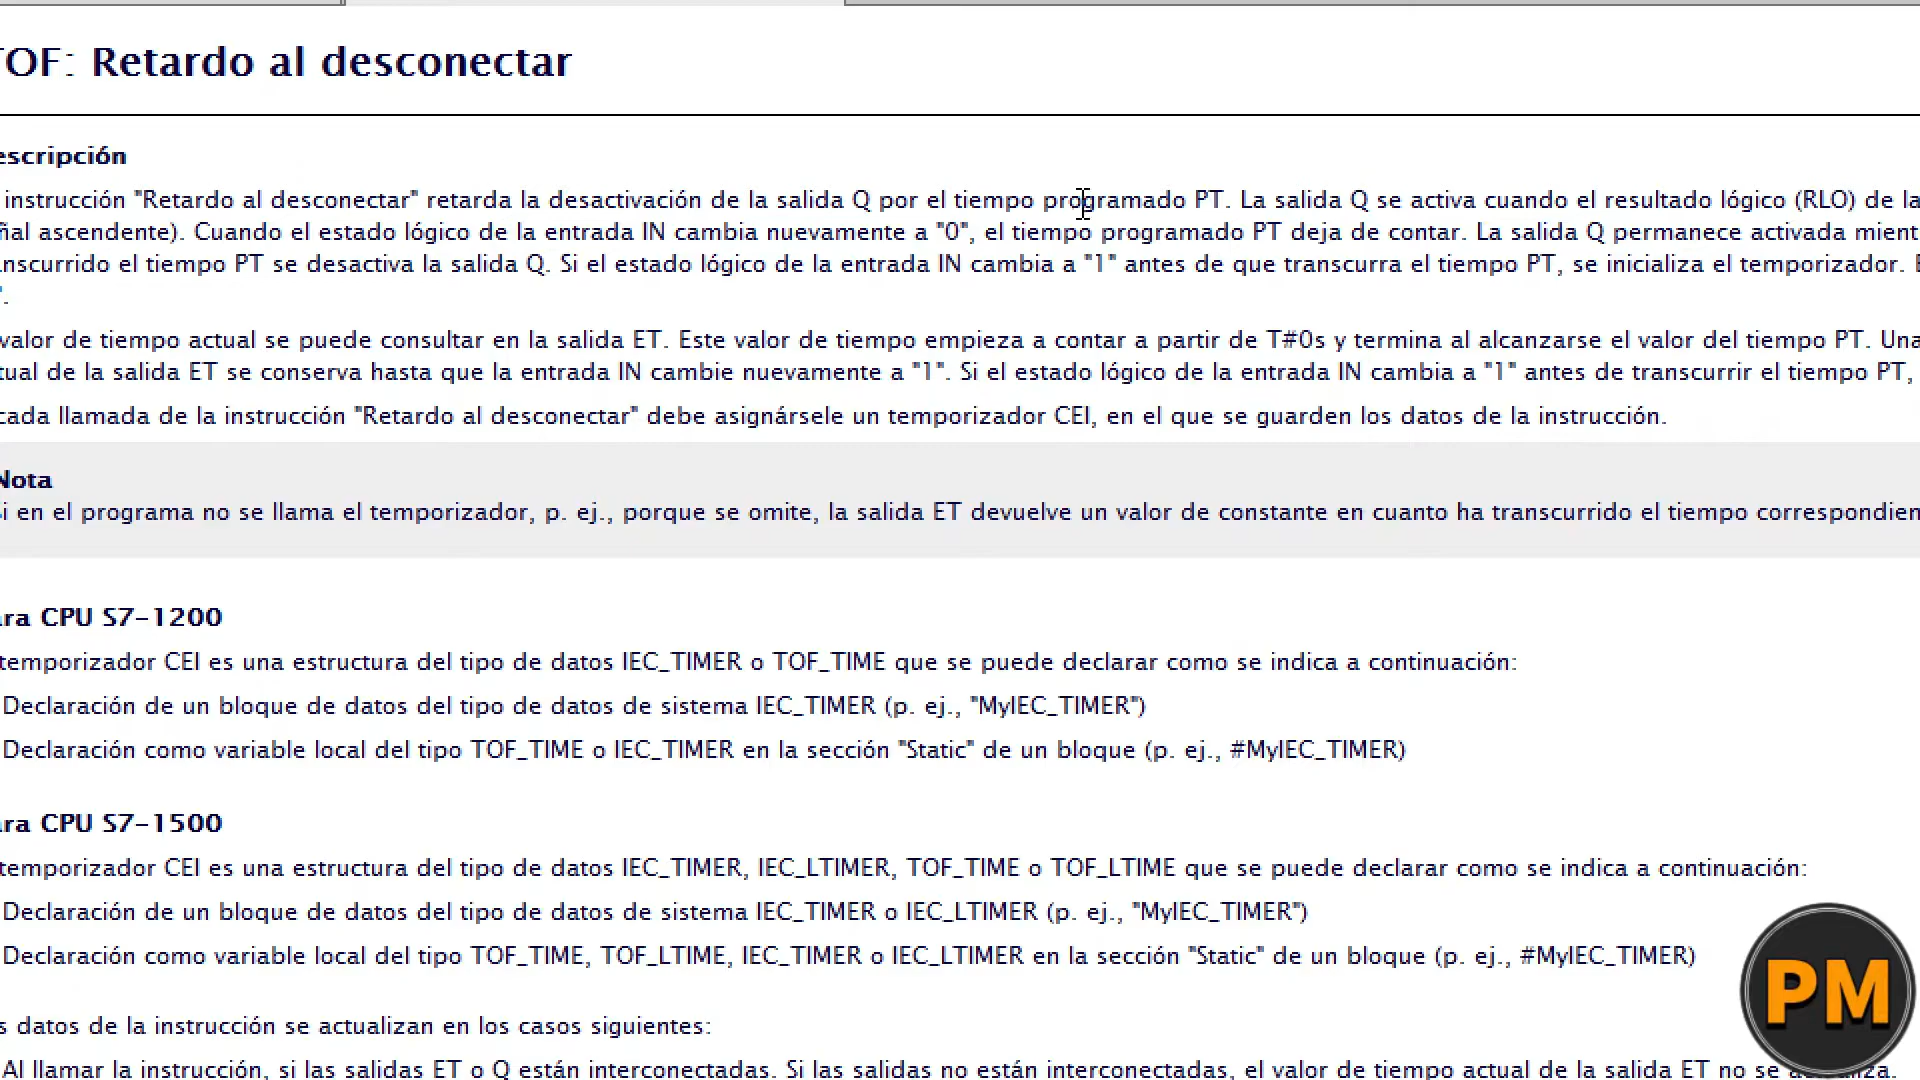 TOF: Retardo al desconectar
escripción
instrucción "Retardo al desconectar" retarda la desactivación de la salida Q por el tiempo programado PT. La salida Q se activa cuando el resultado lógico (RLO) de la
ñal ascendente). Cuando el estado lógico de la entrada IN cambia nuevamente a "0", el tiempo programado PT deja de contar. La salida Q permanece activada mient
nscurrido el tiempo PT se desactiva la salida Q. Si el estado lógico de la entrada IN cambia a "1" antes de que transcurra el tiempo PT, se inicializa el temporizador. E
".
valor de tiempo actual se puede consultar en la salida ET. Este valor de tiempo empieza a contar a partir de T#0s y termina al alcanzarse el valor del tiempo PT. Una
tual de la salida ET se conserva hasta que la entrada IN cambie nuevamente a "1". Si el estado lógico de la entrada IN cambia a "1" antes de transcurrir el tiempo PT,
cada llamada de la instrucción "Retardo al desconectar" debe asignársele un temporizador CEI, en el que se guarden los datos de la instrucción.
Nota
Si en el programa no se llama el temporizador, p. ej., porque se omite, la salida ET devuelve un valor de constante en cuanto ha transcurrido el tiempo correspondien
ara CPU S7-1200
temporizador CEI es una estructura del tipo de datos IEC_TIMER o TOF_TIME que se puede declarar como se indica a continuación:
Declaración de un bloque de datos del tipo de datos de sistema IEC_TIMER (p. ej., "MyIEC_TIMER")
Declaración como variable local del tipo TOF_TIME o IEC_TIMER en la sección "Static" de un bloque (p. ej., #MyIEC_TIMER)
ara CPU S7-1500
temporizador CEI es una estructura del tipo de datos IEC_TIMER, IEC_LTIMER, TOF_TIME o TOF_LTIME que se puede declarar como se indica a continuación:
Declaración de un bloque de datos del tipo de datos de sistema IEC_TIMER o IEC_LTIMER (p. ej., "MyIEC_TIMER")
Declaración como variable local del tipo TOF_TIME, TOF_LTIME, IEC_TIMER o IEC_LTIMER en la sección "Static" de un bloque (p. ej., #MyIEC_TIMER)
s datos de la instrucción se actualizan en los casos siguientes:
Al llamar la instrucción, si las salidas ET o Q están interconectadas. Si las salidas no están interconectadas, el valor de tiempo actual de la salida ET no se actualiza.
PM